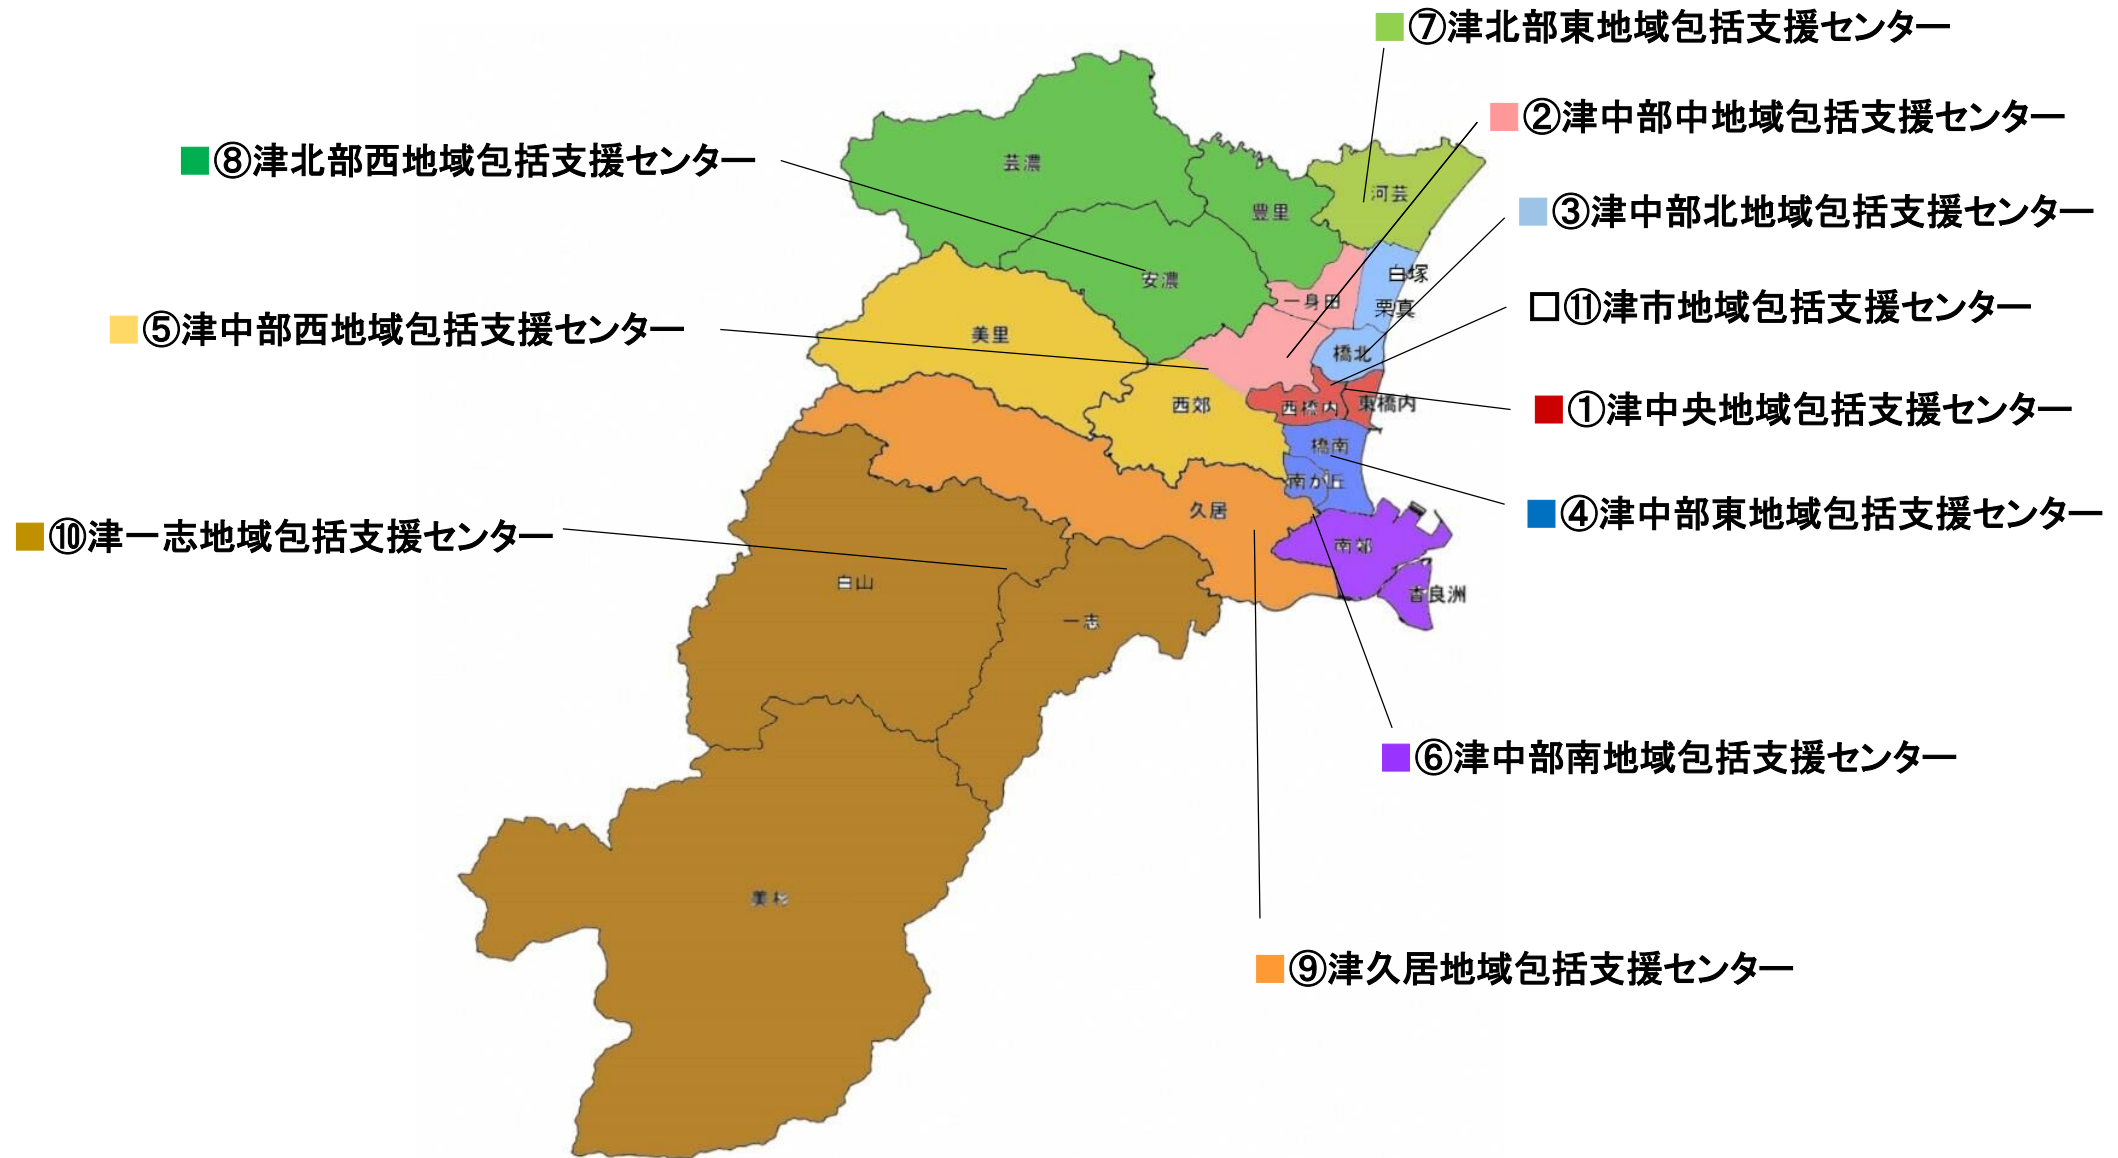 ⑦津北部東地域包括支援センター
②津中部中地域包括支援センター
⑧津北部西地域包括支援センター
芸濃
河芸
豊里
③津中部北地域包括支援センター
白塚
安濃
一身田
栗真
⑪津市地域包括支援センター
⑤津中部西地域包括支援センター
美里
橋北
西郊
西橋内
東橋内
①津中央地域包括支援センター
橋南
南が丘
久居
④津中部東地域包括支援センター
⑩津一志地域包括支援センター
南郊
白山
香良洲
一志
⑥津中部南地域包括支援センター
美杉
⑨津久居地域包括支援センター